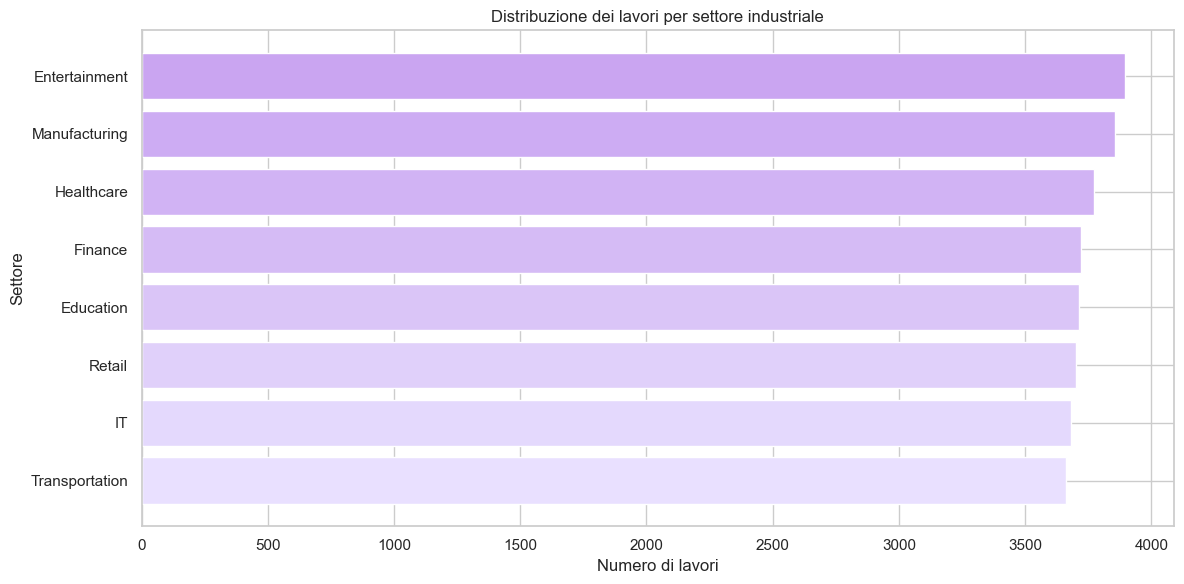 Distribuzione dei lavori per settore industriale
Settore
Entertainment
Manufacturing
Healthcare
Finance
Education
Retail
IT
Transportation
0 500 1000 1500 2000 2500 3000 3500 4000
Numero di lavori